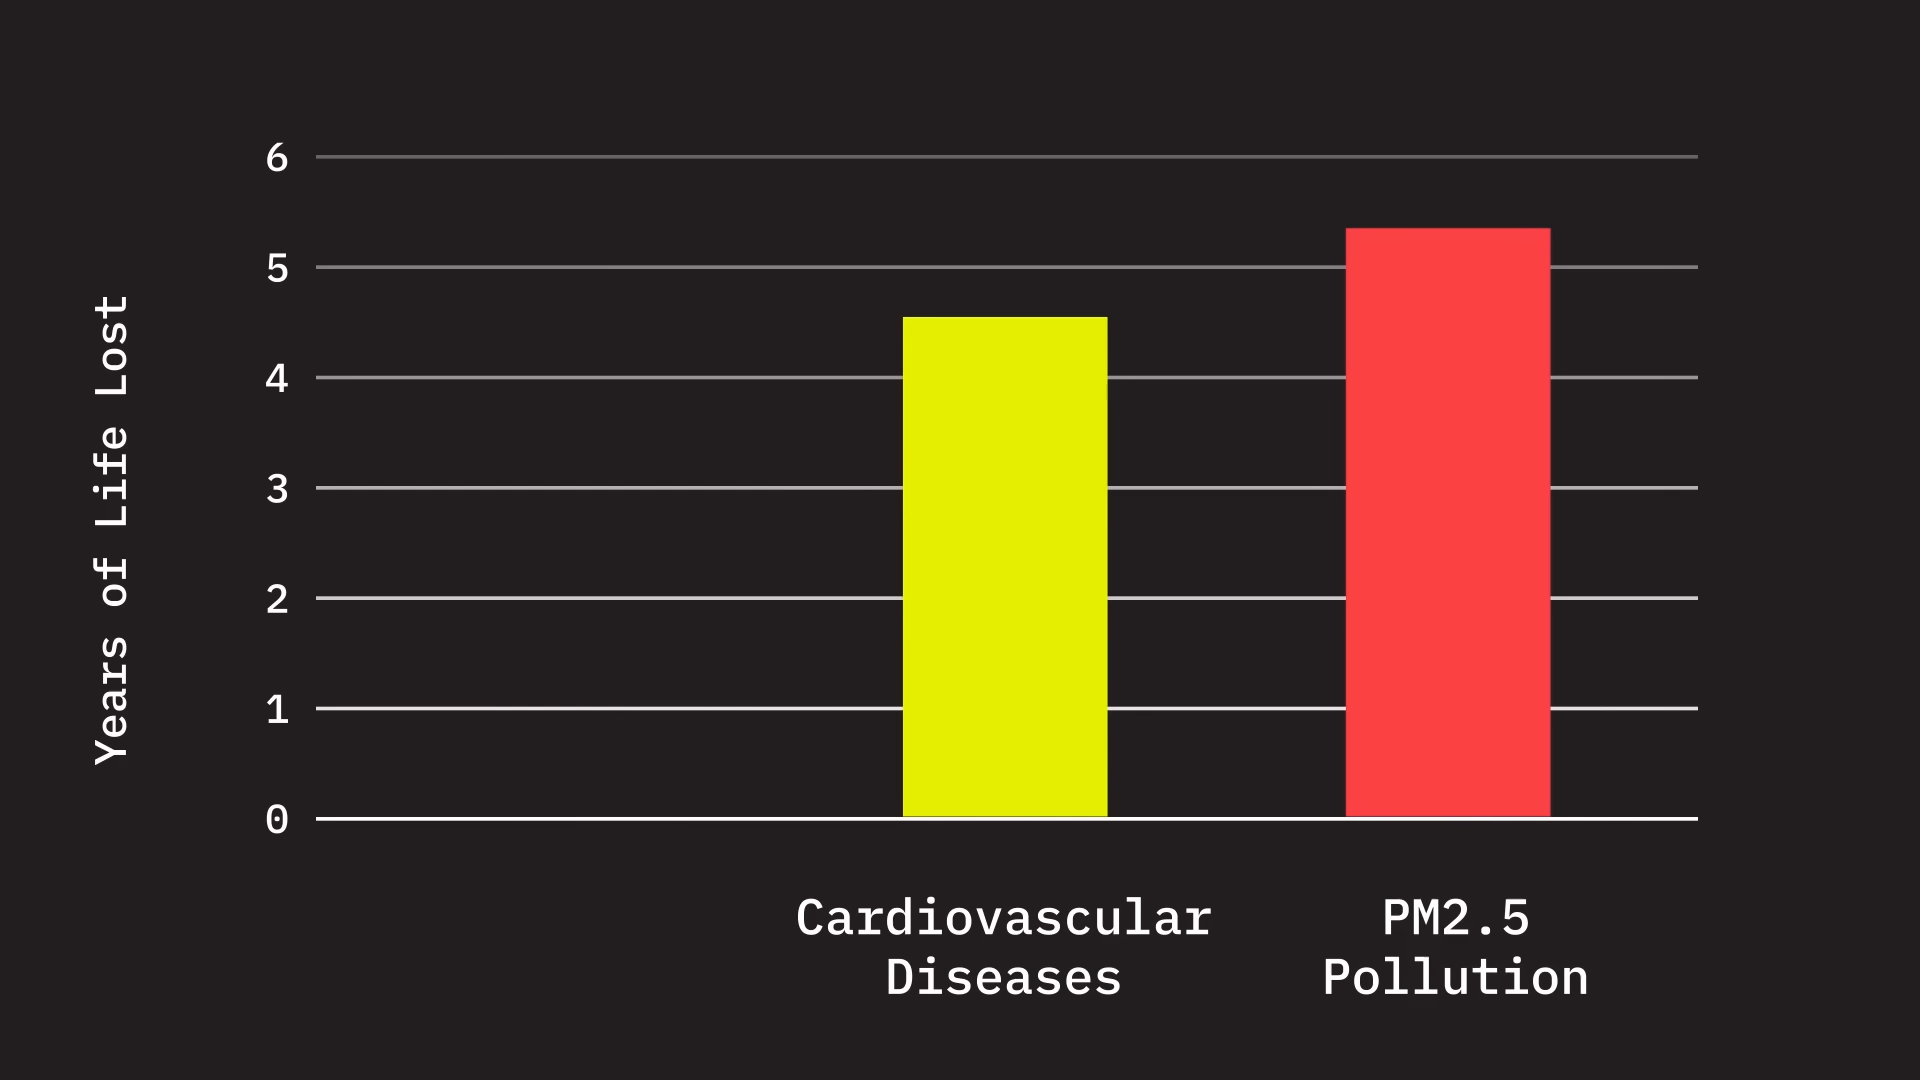 Years of Life Lost
6
5
4
3
2
1
0
Cardiovascular
Diseases
PM2.5
Pollution